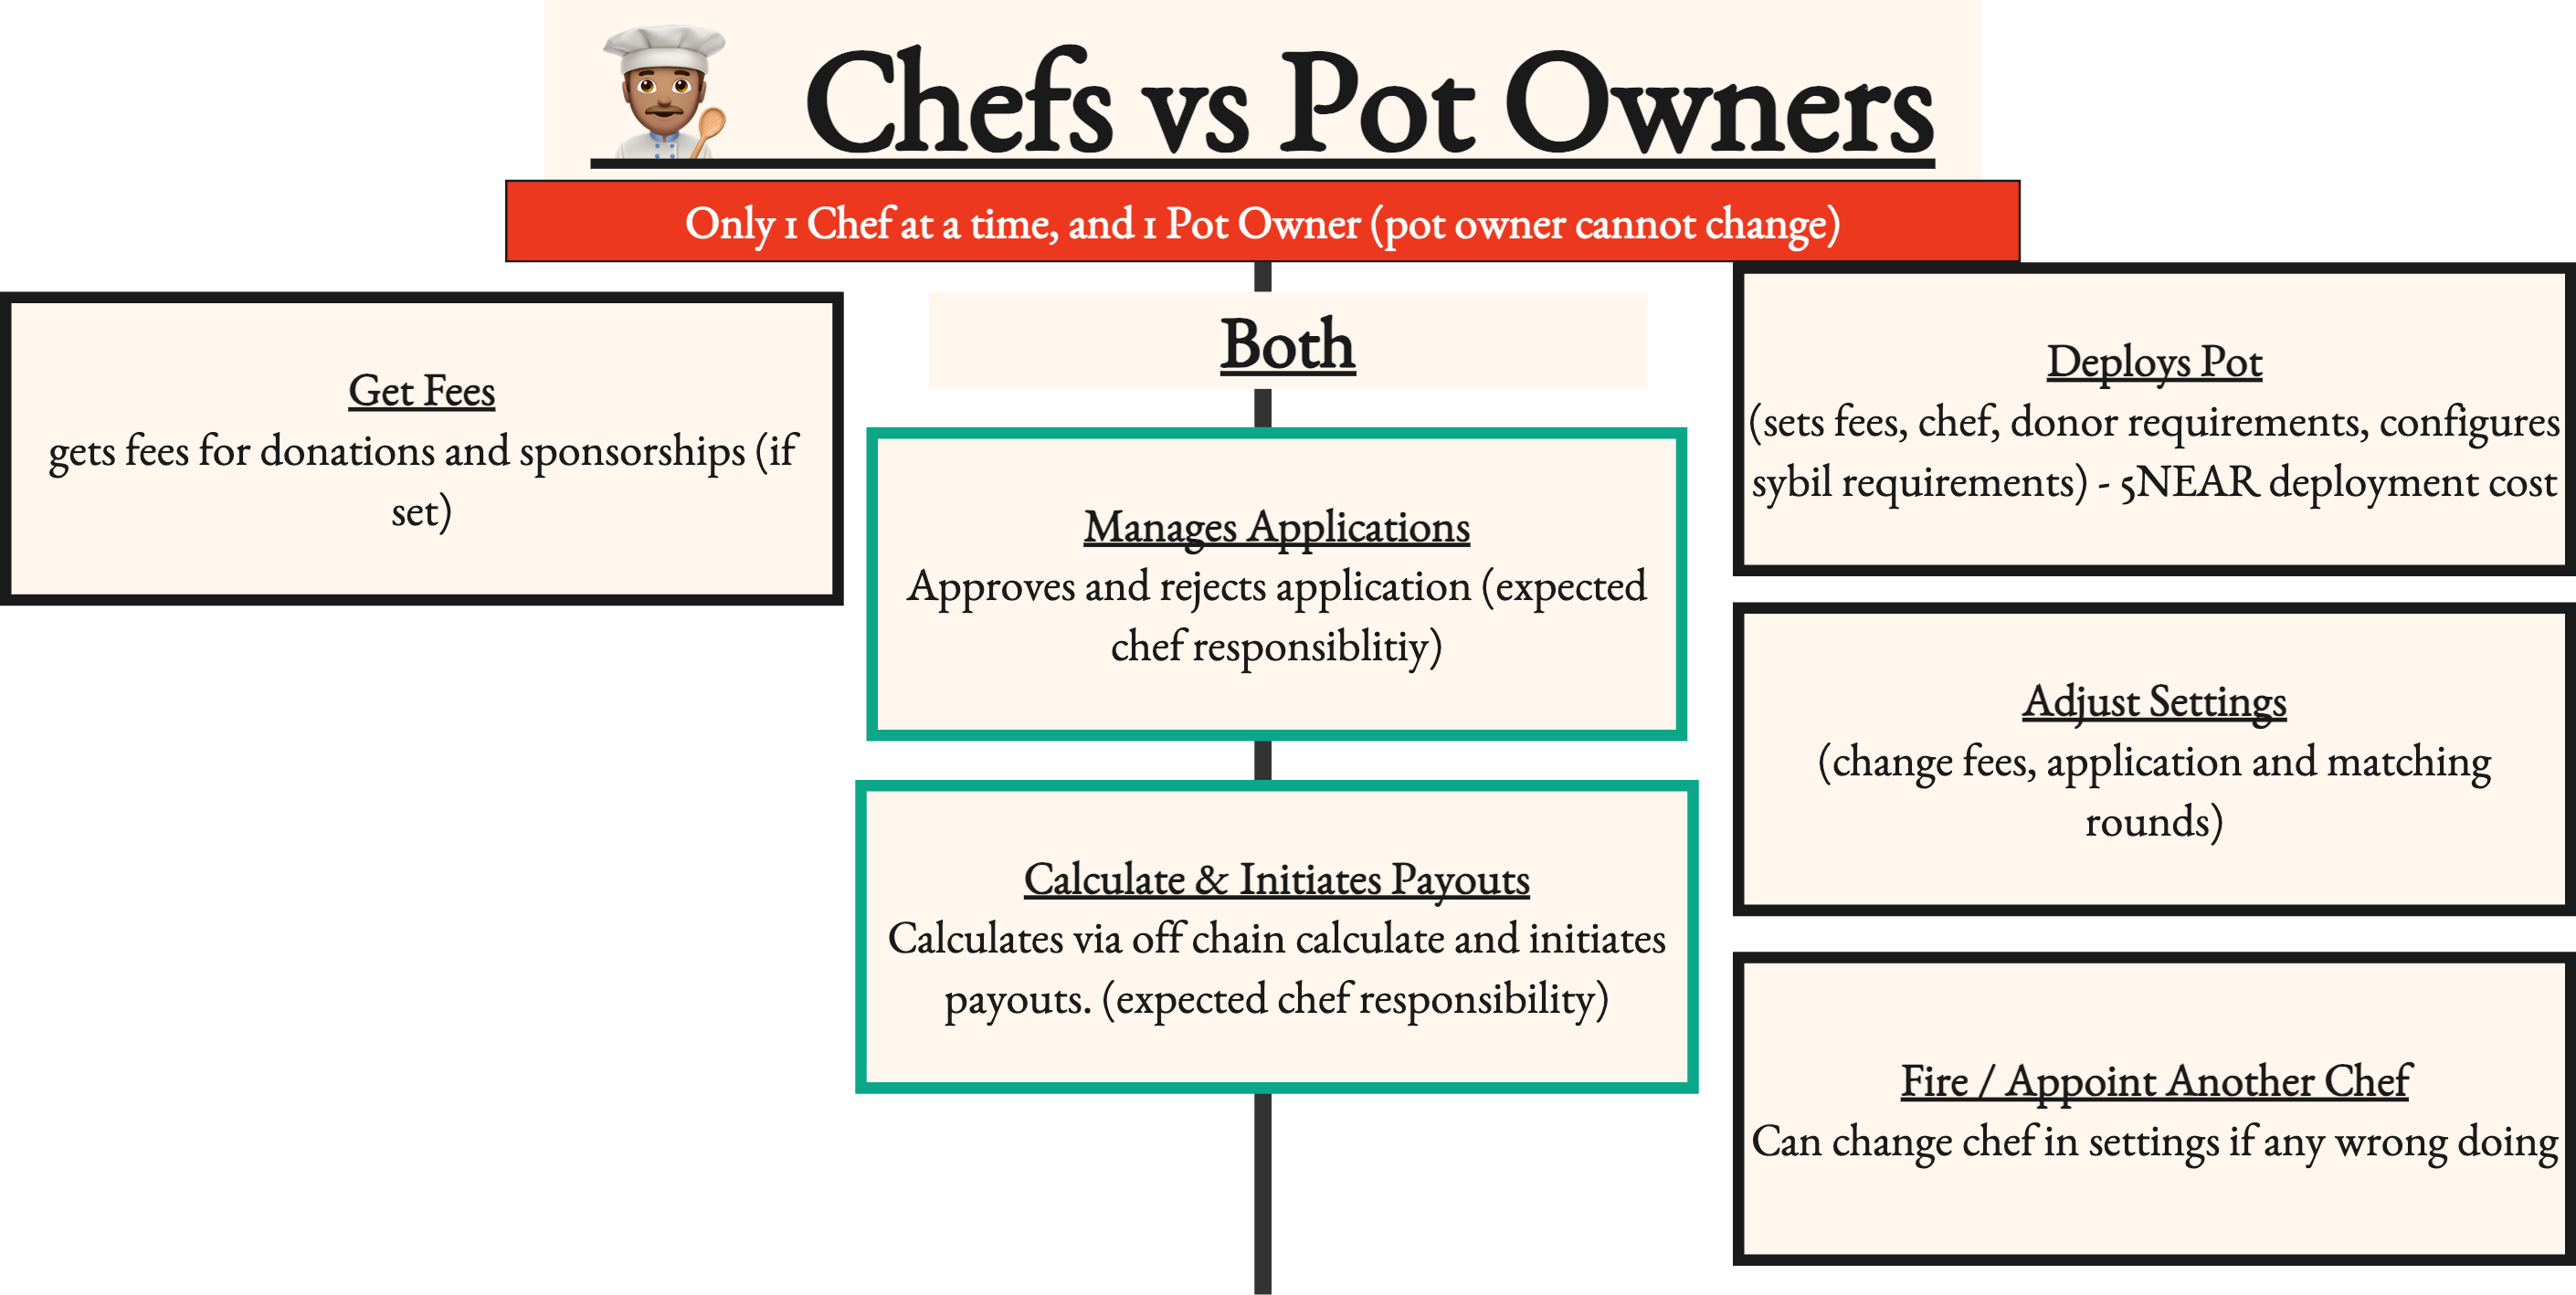 Chefs vs Pot Owners
Only 1 Chef at a time, and 1 Pot Owner (pot owner cannot change)
Get Fees
gets fees for donations and sponsorships (if
set)
Both
Manages Applications
Approves and rejects application (expected
chef responsiblitiy)
Calculate & Initiates Payouts
Calculates via off chain calculate and initiates
payouts. (expected chef responsibility)
Deploys Pot
(sets fees, chef, donor requirements, configures
sybil requirements) - 5NEAR deployment cost
Adjust Settings
(change fees, application and matching
rounds)
Fire / Appoint Another Chef
Can change chef in settings if any wrong doing